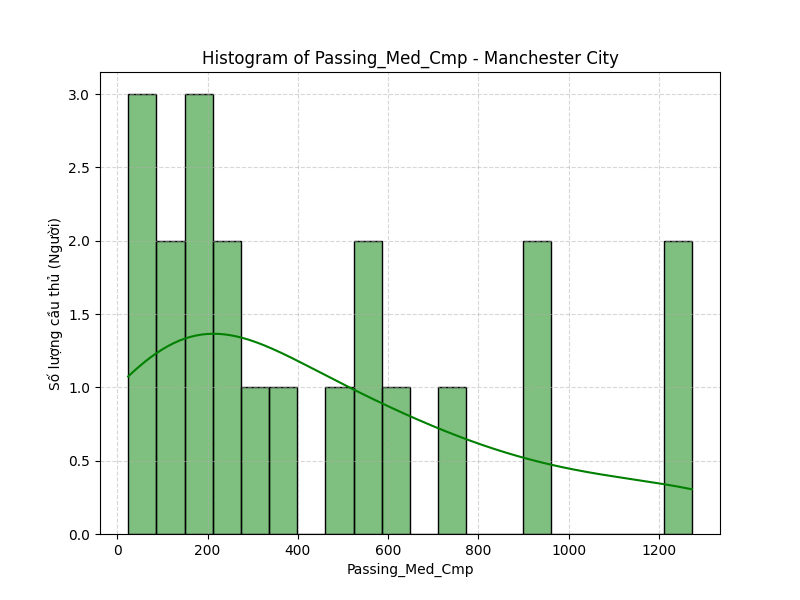 Histogram of Passing_Med_Cmp - Manchester City
Số lượng cầu thủ (Người)
3.0
2.5
2.0
1.5
1.0
0.5
0.0
0 200 400 600 800 1000 1200
Passing_Med_Cmp